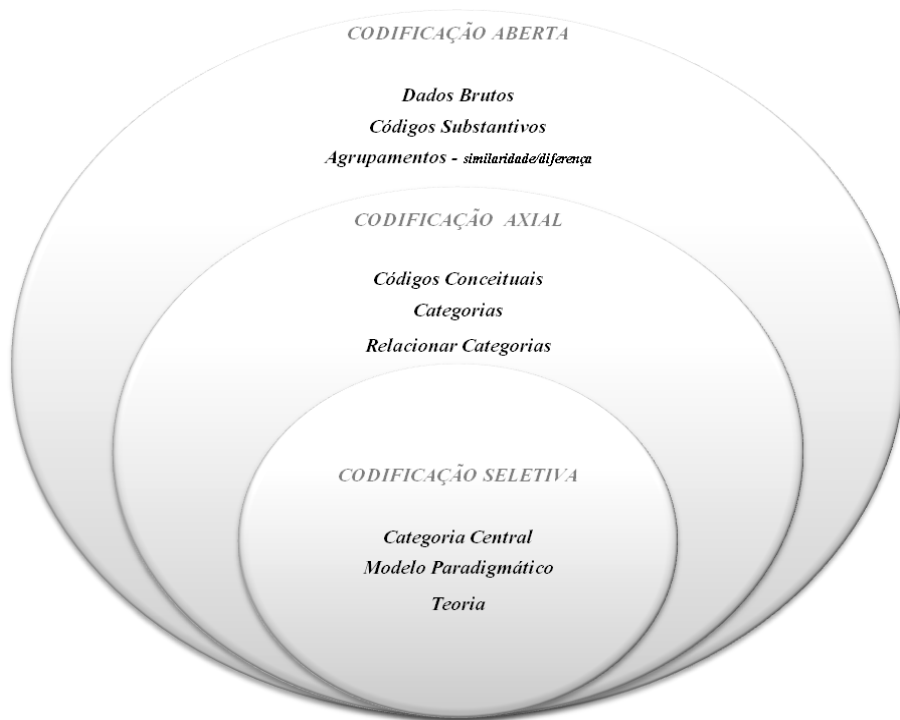 CODIFICAÇÃO ABERTA
Dados Brutos
Códigos Substantivos
Agrupamentos - similaridade/diferença
CODIFICAÇÃO AXIAL
Códigos Conceituais
Categorias
Relacionar Categorias
CODIFICAÇÃO SELETIVA
Categoria Central
Modelo Paradigmático
Teoria